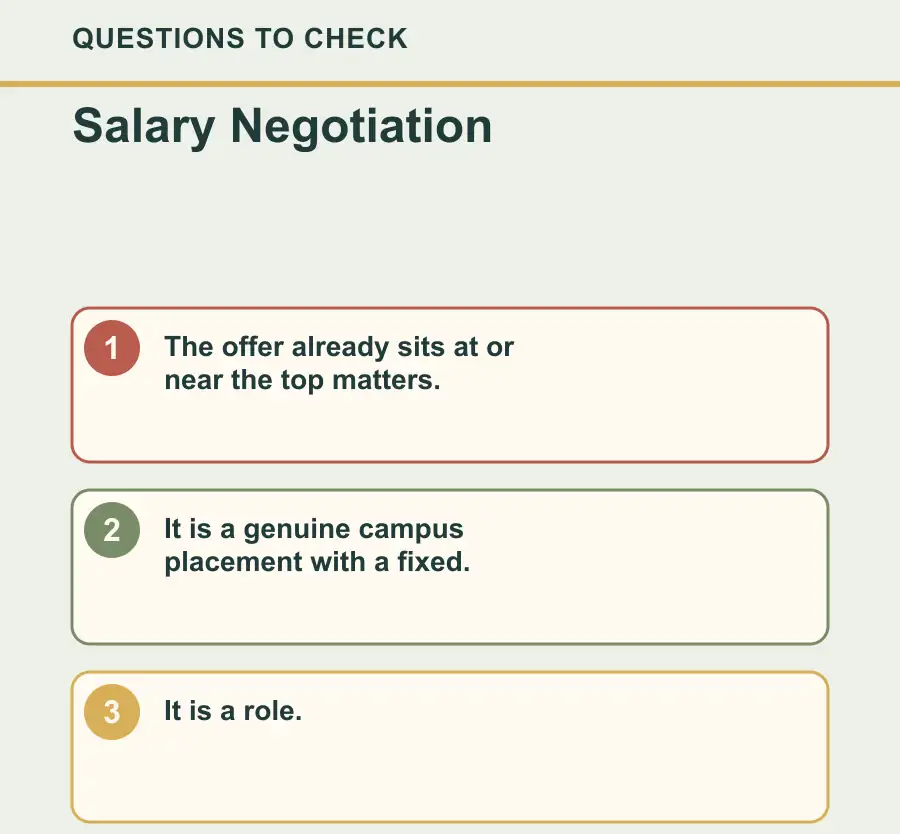 QUESTIONS TO CHECK
Salary Negotiation
1
The offer already sits at or
near the top matters.
2
It is a genuine campus
placement with a fixed.
3
It is a role.